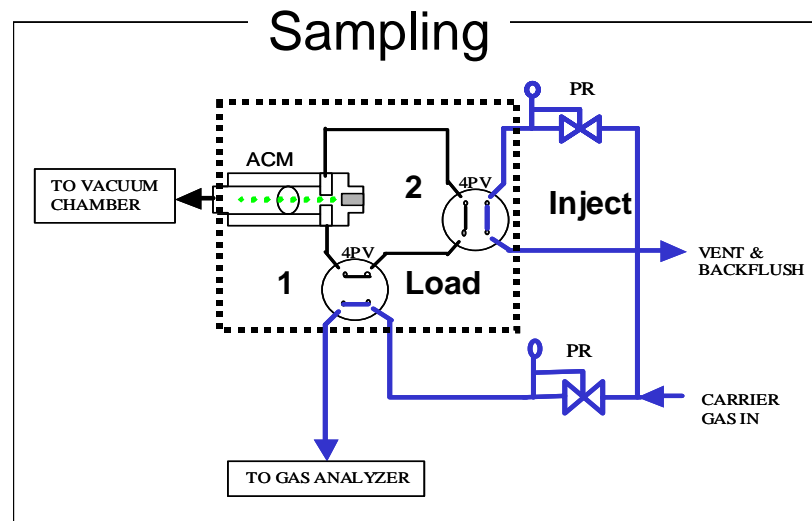 Sampling
PR
ACM
TO VACUUM
CHAMBER
2
4PV
Inject
VENT &
BACKFLUSH
4PV
1
Load
PR
CARRIER
GAS IN
TO GAS ANALYZER